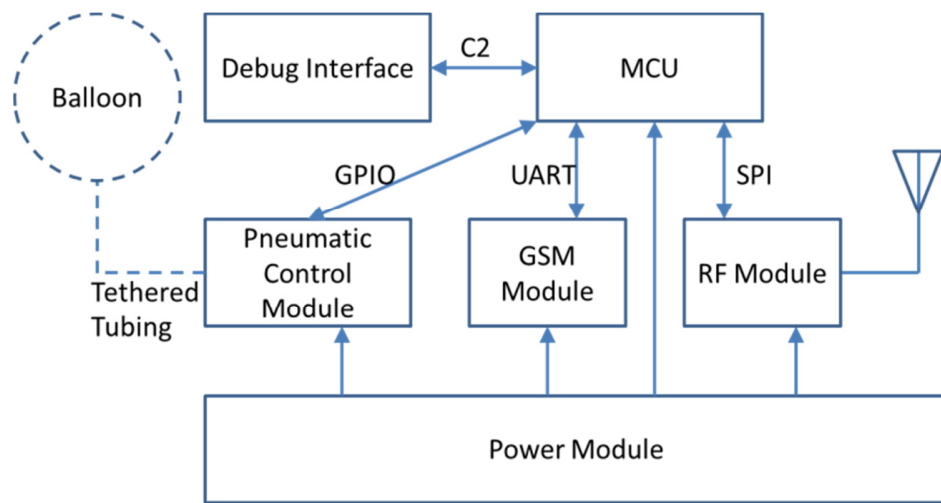 C2
Debug Interface
MCU
Balloon
GPIO
UART
SPI
Pneumatic
Control
Module
GSM
Module
RF Module
Tethered
Tubing
Power Module